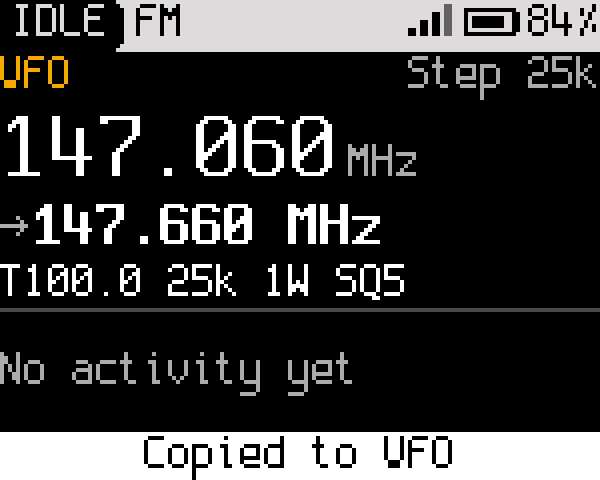 IDLE FM 84%
VFO Step 25k
147.060 MHz
→147.660 MHz
T100.0 25k 1W SQ5
No activity yet
Copied to VFO